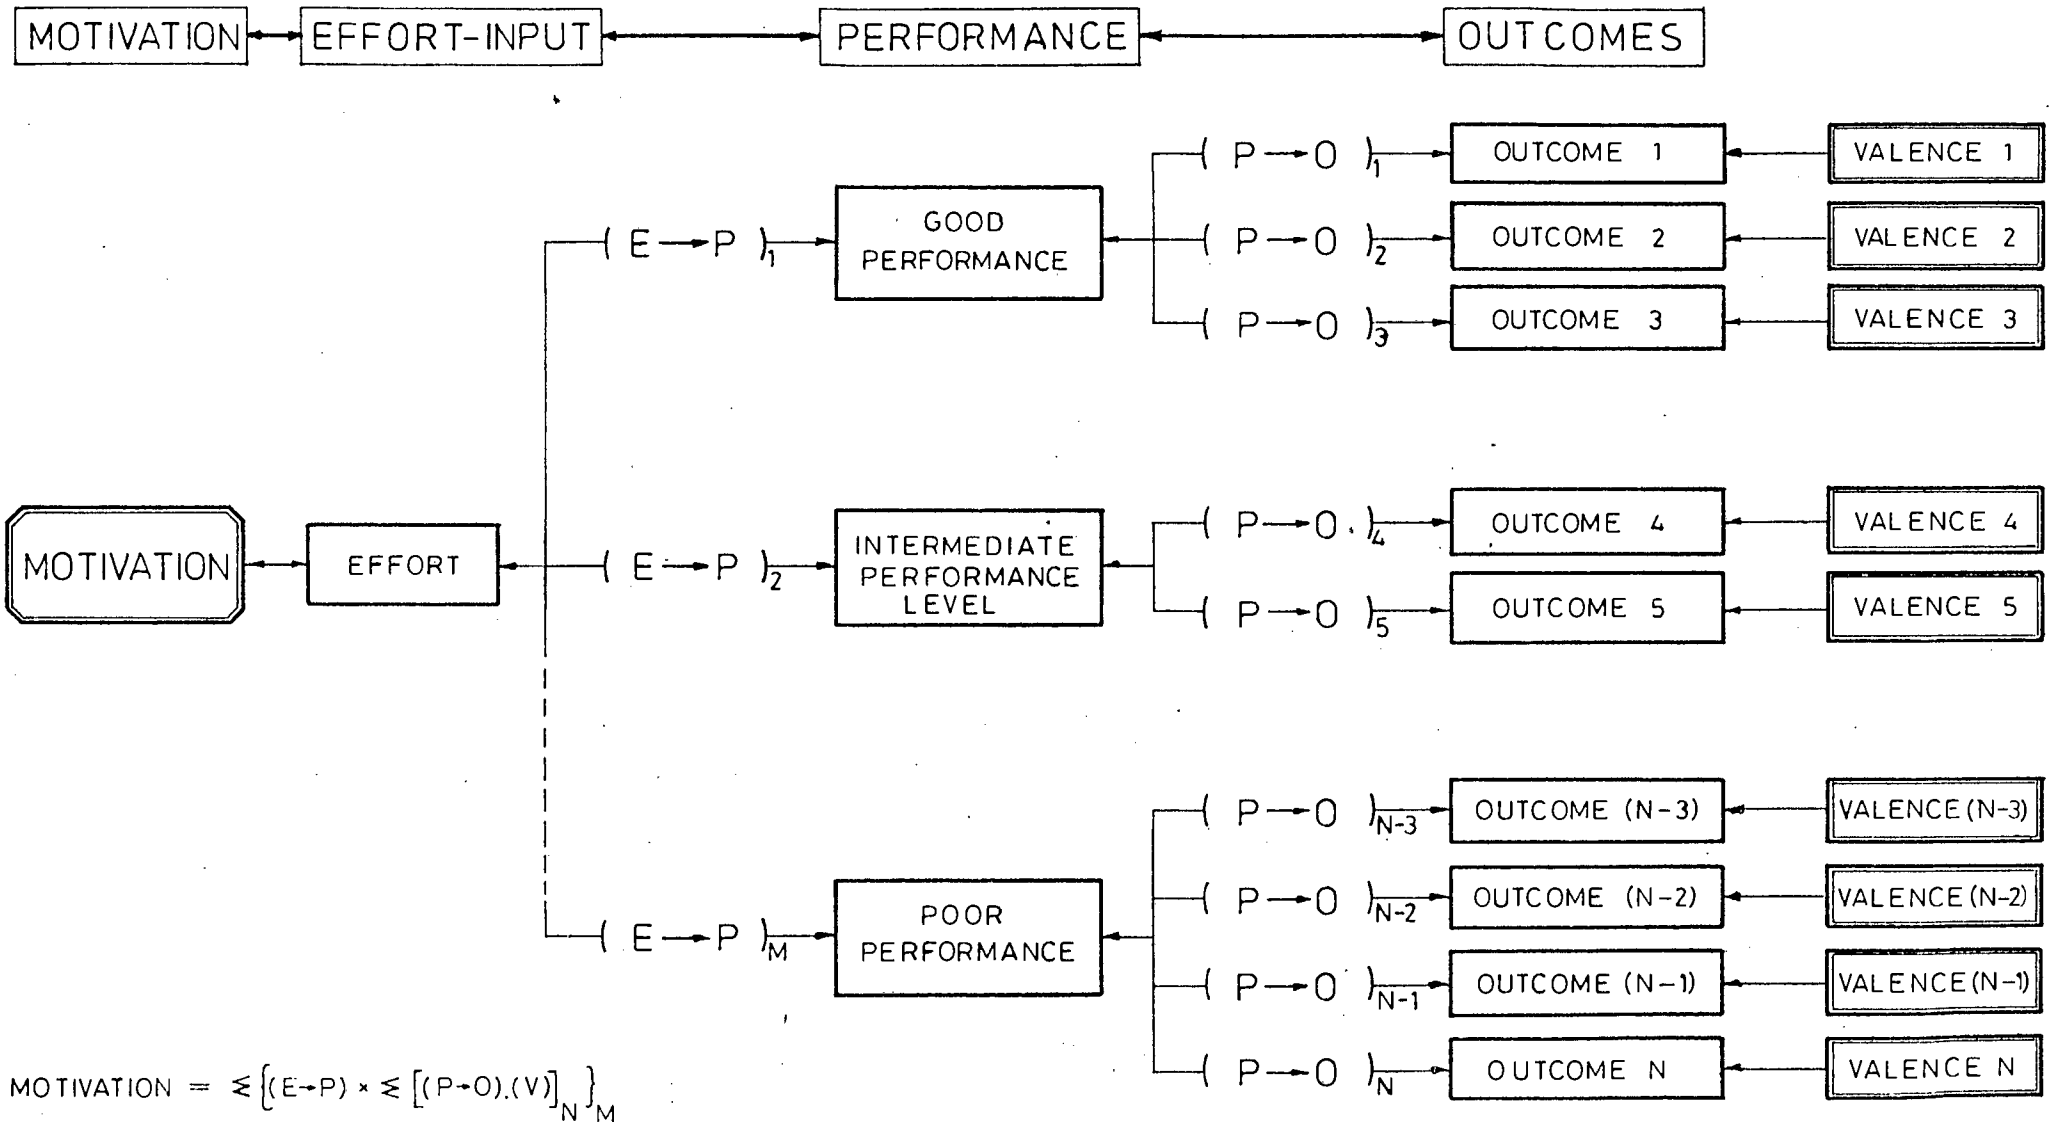 MOTIVATION EFFORT-INPUT PERFORMANCE OUTCOMES
( P→O )1 OUTCOME 1 VALENCE 1
( E→P )1 GOOD PERFORMANCE
( P→O )2 OUTCOME 2 VALENCE 2
( P→O )3 OUTCOME 3 VALENCE 3
MOTIVATION EFFORT ( E→P )2
INTERMEDIATE
PERFORMANCE
LEVEL
( P→O )4 OUTCOME 4 VALENCE 4
( P→O )5 OUTCOME 5 VALENCE 5
( E→P )M
POOR
PERFORMANCE
( P→O )N-3 OUTCOME (N-3) VALENCE (N-3)
( P→O )N-2 OUTCOME (N-2) VALENCE (N-2)
( P→O )N-1 OUTCOME (N-1) VALENCE (N-1)
( P→O )N OUTCOME N VALENCE N
MOTIVATION = ≶ {(E→P) × ≶ [(P→O).(V)]N }M